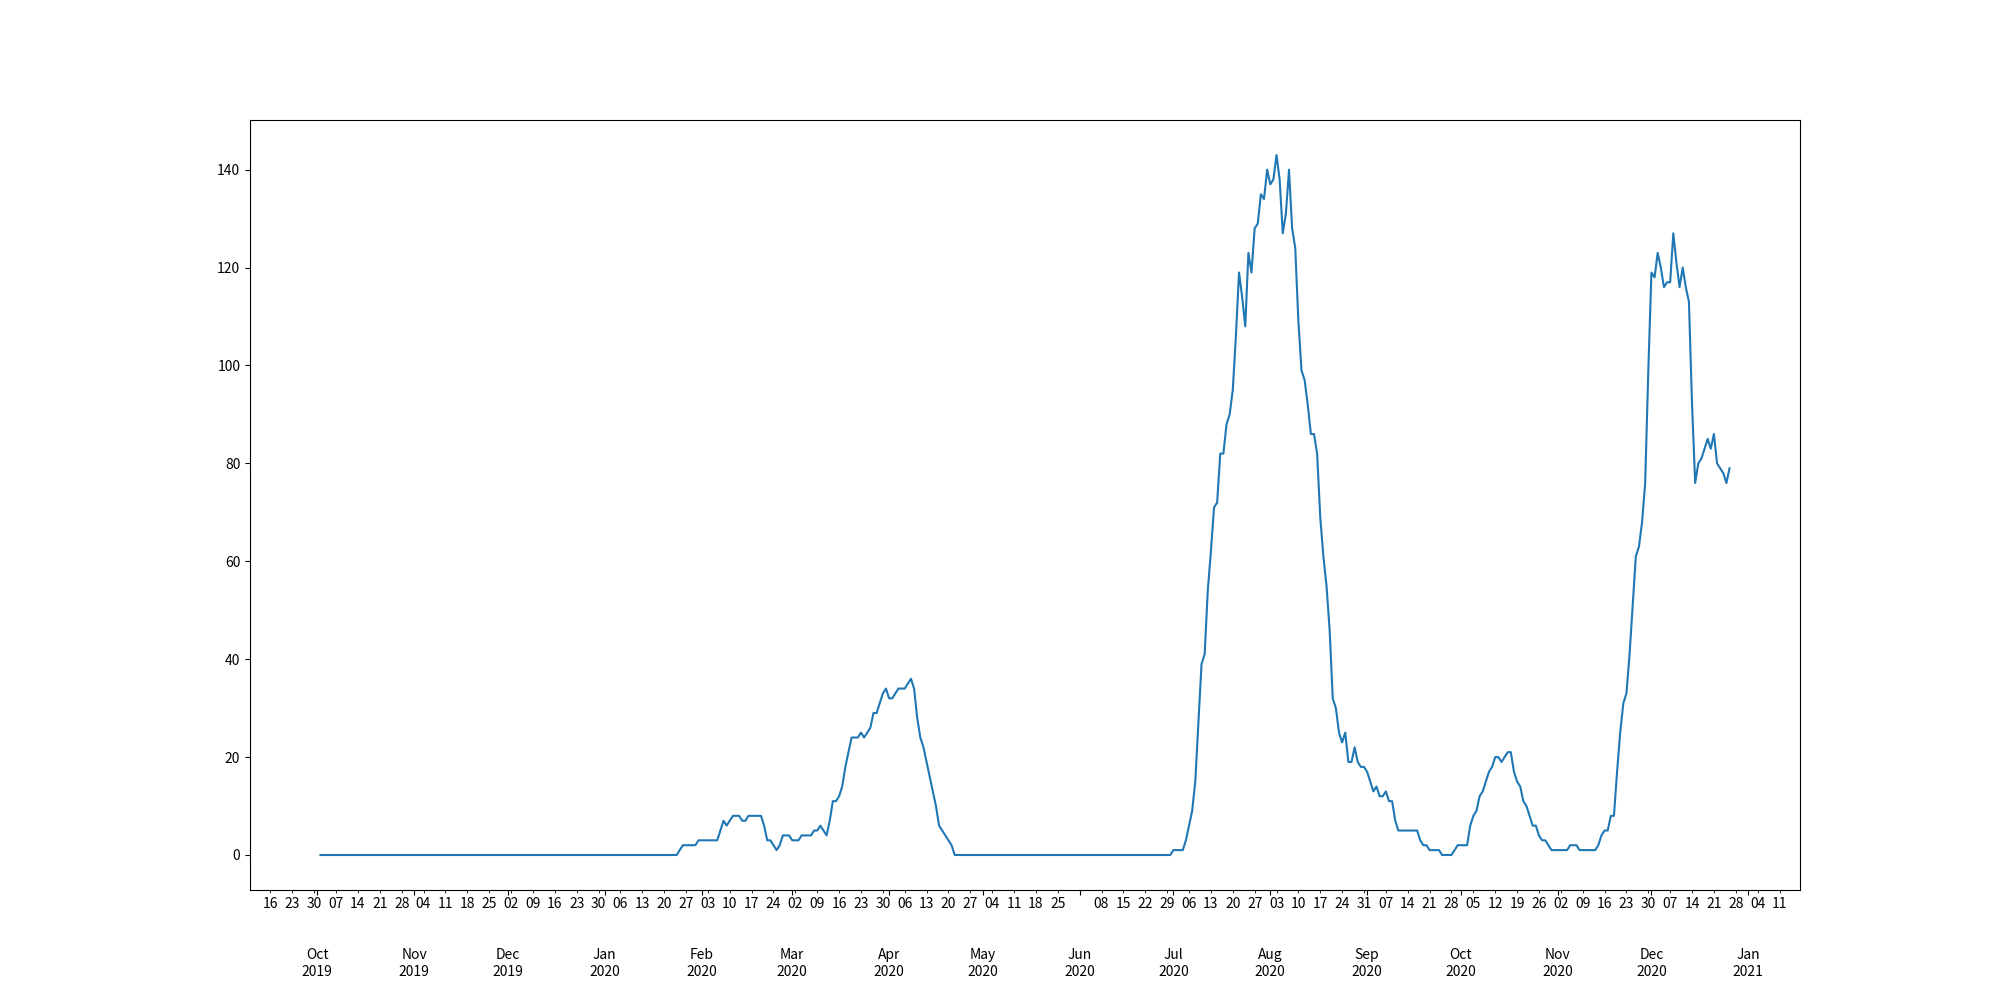 140
120
100
80
60
40
20
0
16 23 30 07 14 21 28 04 11 18 25 02 09 16 23 30 06 13 20 27 03 10 17 24 02 09 16 23 30 06 13 20 27 04 11 18 25 08 15 22 29 06 13 20 27 03 10 17 24 31 07 14 21 28 05 12 19 26 02 09 16 23 30 07 14 21 28 04 11
Oct Nov Dec Jan Feb Mar Apr May Jun Jul Aug Sep Oct Nov Dec Jan
2019 2019 2019 2020 2020 2020 2020 2020 2020 2020 2020 2020 2020 2020 2020 2021